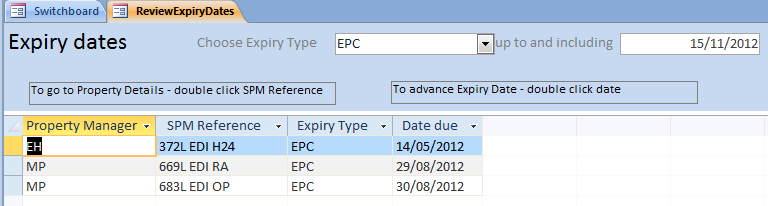 Switchboard ReviewExpiryDates
Expiry dates Choose Expiry Type EPC up to and including 15/11/2012
To go to Property Details - double click SPM Reference To advance Expiry Date - double click date
Property Manager SPM Reference Expiry Type Date due
EH 372L EDI H24 EPC 14/05/2012
MP 669L EDI RA EPC 29/08/2012
MP 683L EDI OP EPC 30/08/2012